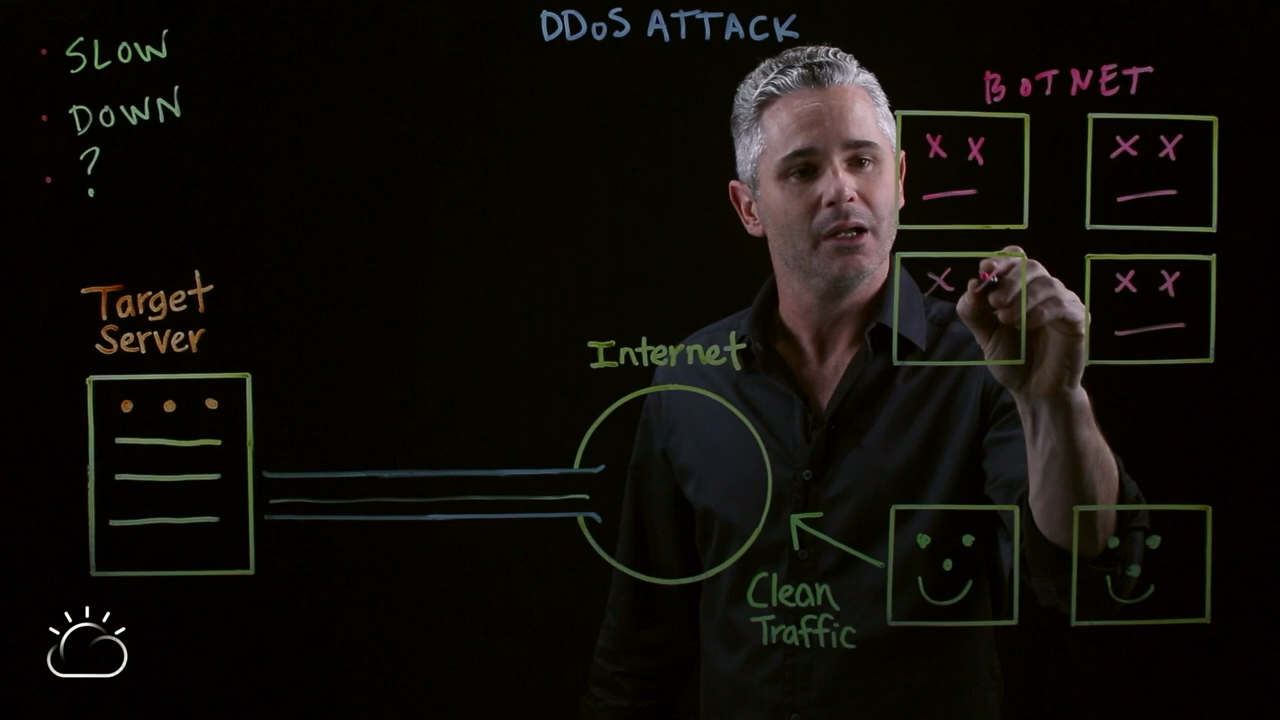 DDoS ATTACK
SLOW
DOWN
?
BOTNET
Target
Server
Internet
Clean
Traffic